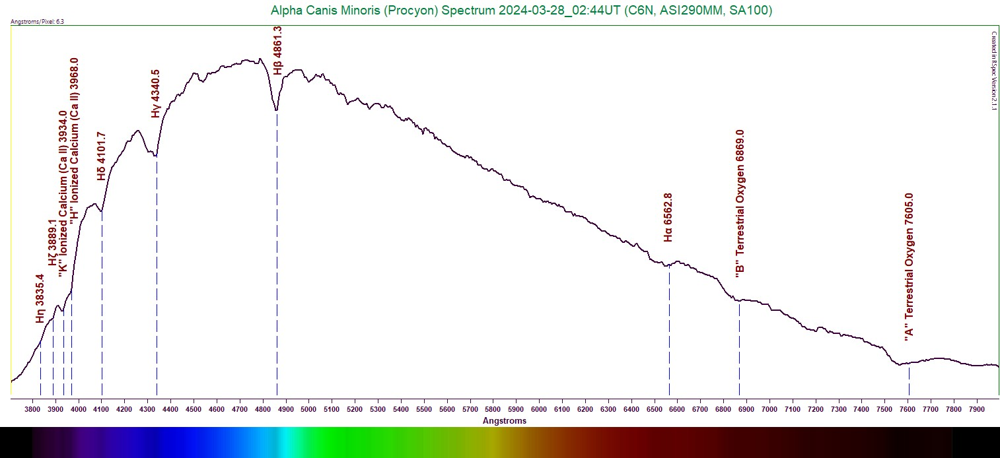 Alpha Canis Minoris (Procyon) Spectrum 2024-03-28_02:44UT (C6N, ASI290MM, SA100)
Angstroms/Pixel: 6.3
Created in RSpec Version 2.1.1
Hη 3835.4
Hζ 3889.1
"K" Ionized Calcium (Ca II) 3934.0
"H" Ionized Calcium (Ca II) 3968.0
Hδ 4101.7
Hγ 4340.5
Hβ 4861.3
Hα 6562.8
"B" Terrestrial Oxygen 6869.0
"A" Terrestrial Oxygen 7605.0
3800 3900 4000 4100 4200 4300 4400 4500 4600 4700 4800 4900 5000 5100 5200 5300 5400 5500 5600 5700 5800 5900 6000 6100 6200 6300 6400 6500 6600 6700 6800 6900 7000 7100 7200 7300 7400 7500 7600 7700 7800 7900
Angstroms